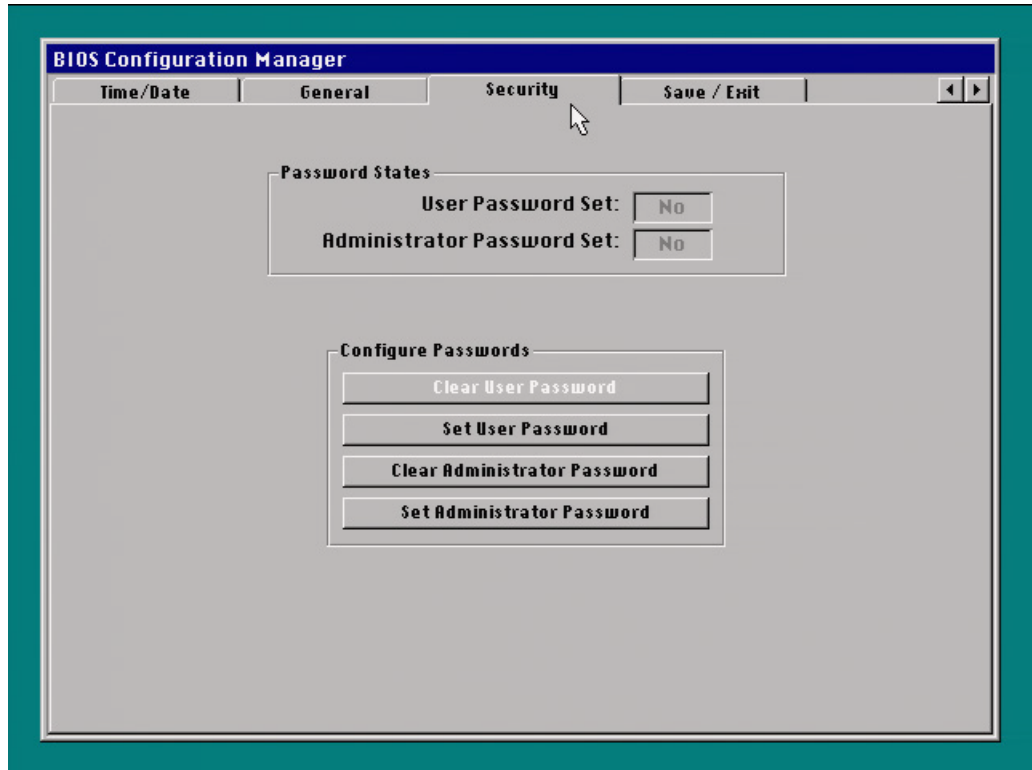 BIOS Configuration Manager
Time/Date General Security Save / Exit
Password States
User Password Set: No
Administrator Password Set: No
Configure Passwords
Clear User Password
Set User Password
Clear Administrator Password
Set Administrator Password